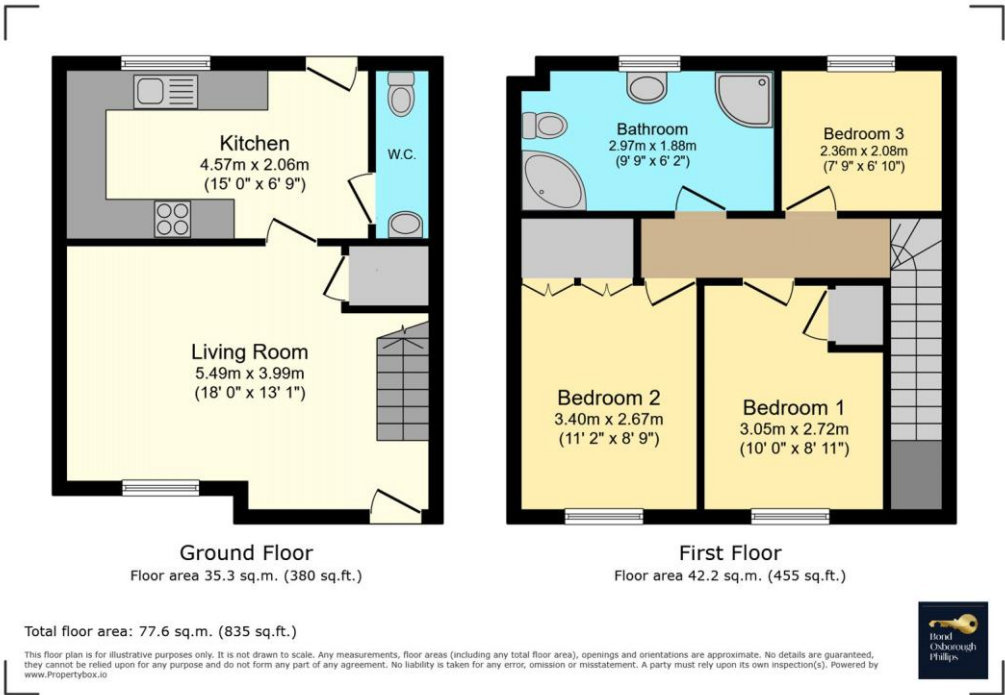 Kitchen
4.57m x 2.06m
(15' 0" x 6' 9")
W.C.
Living Room
5.49m x 3.99m
(18' 0" x 13' 1")
Ground Floor
Floor area 35.3 sq.m. (380 sq.ft.)
Bathroom
2.97m x 1.88m
(9' 9" x 6' 2")
Bedroom 3
2.36m x 2.08m
(7' 9" x 6' 10")
Bedroom 2
3.40m x 2.67m
(11' 2" x 8' 9")
Bedroom 1
3.05m x 2.72m
(10' 0" x 8' 11")
First Floor
Floor area 42.2 sq.m. (455 sq.ft.)
Total floor area: 77.6 sq.m. (835 sq.ft.)
This floor plan is for illustrative purposes only. It is not drawn to scale. Any measurements, floor areas (including any total floor area), openings and orientations are approximate. No details are guaranteed,
they cannot be relied upon for any purpose and do not form any part of any agreement. No liability is taken for any error, omission or misstatement. A party must rely upon its own inspection(s). Powered by
www.Propertybox.io
Bond
Oxborough
Phillips